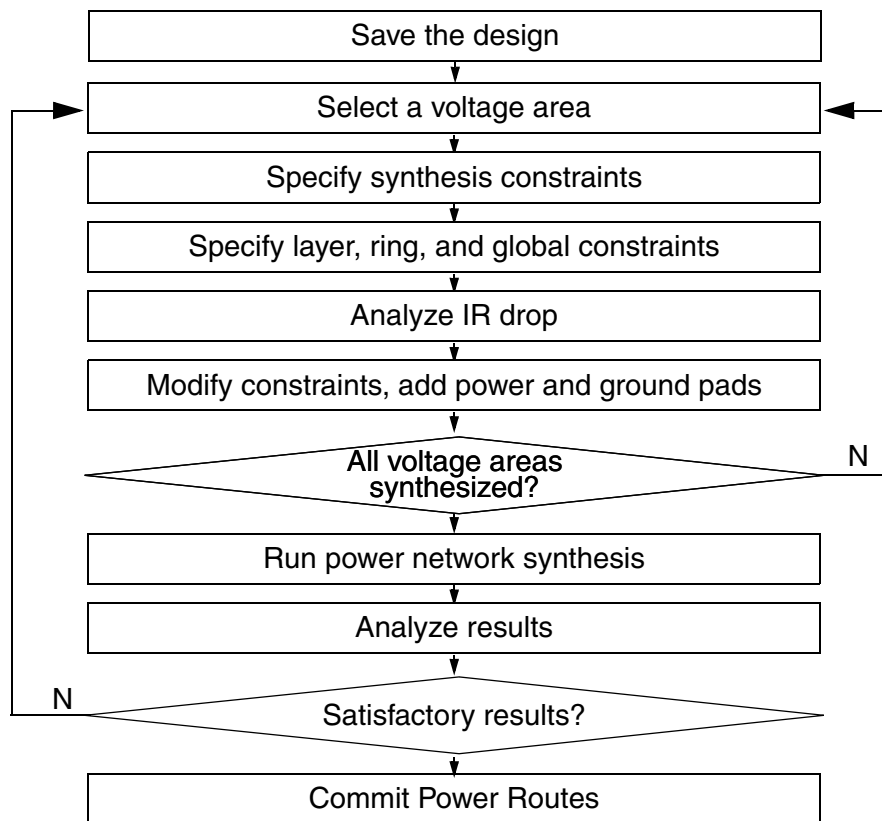 Save the design
Select a voltage area
Specify synthesis constraints
Specify layer, ring, and global constraints
Analyze IR drop
Modify constraints, add power and ground pads
All voltage areas
synthesized?
N
Run power network synthesis
Analyze results
N
Satisfactory results?
Commit Power Routes